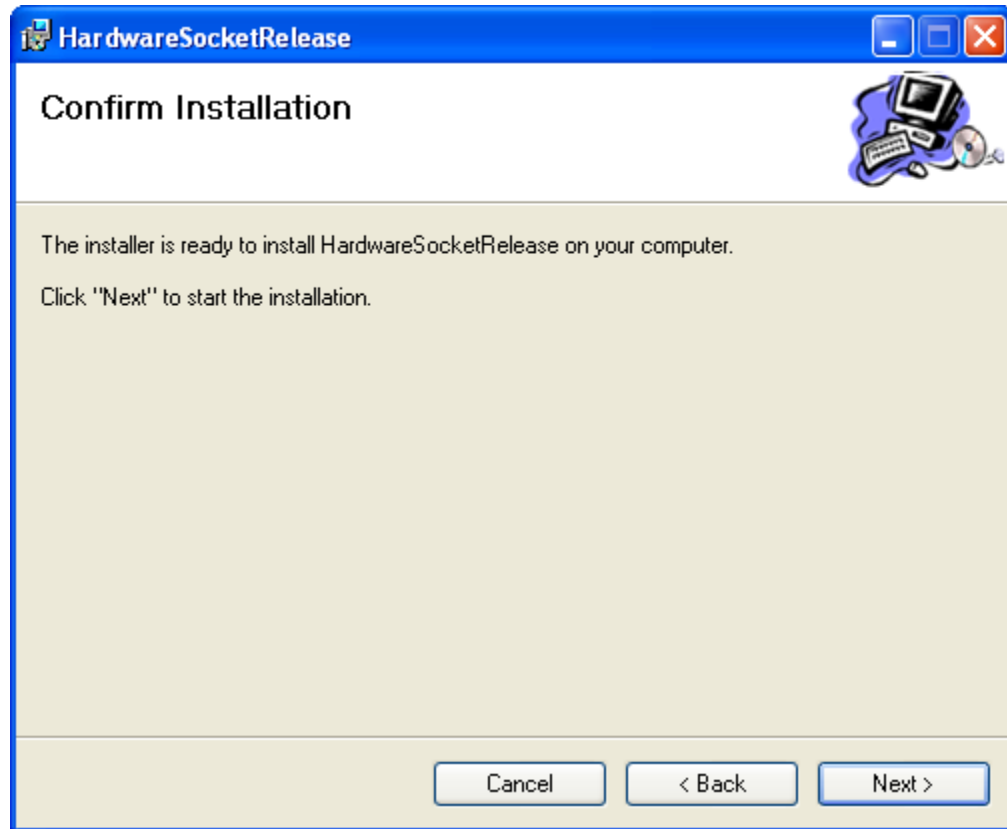 HardwareSocketRelease
Confirm Installation
The installer is ready to install HardwareSocketRelease on your computer.
Click "Next" to start the installation.
Cancel
< Back
Next >